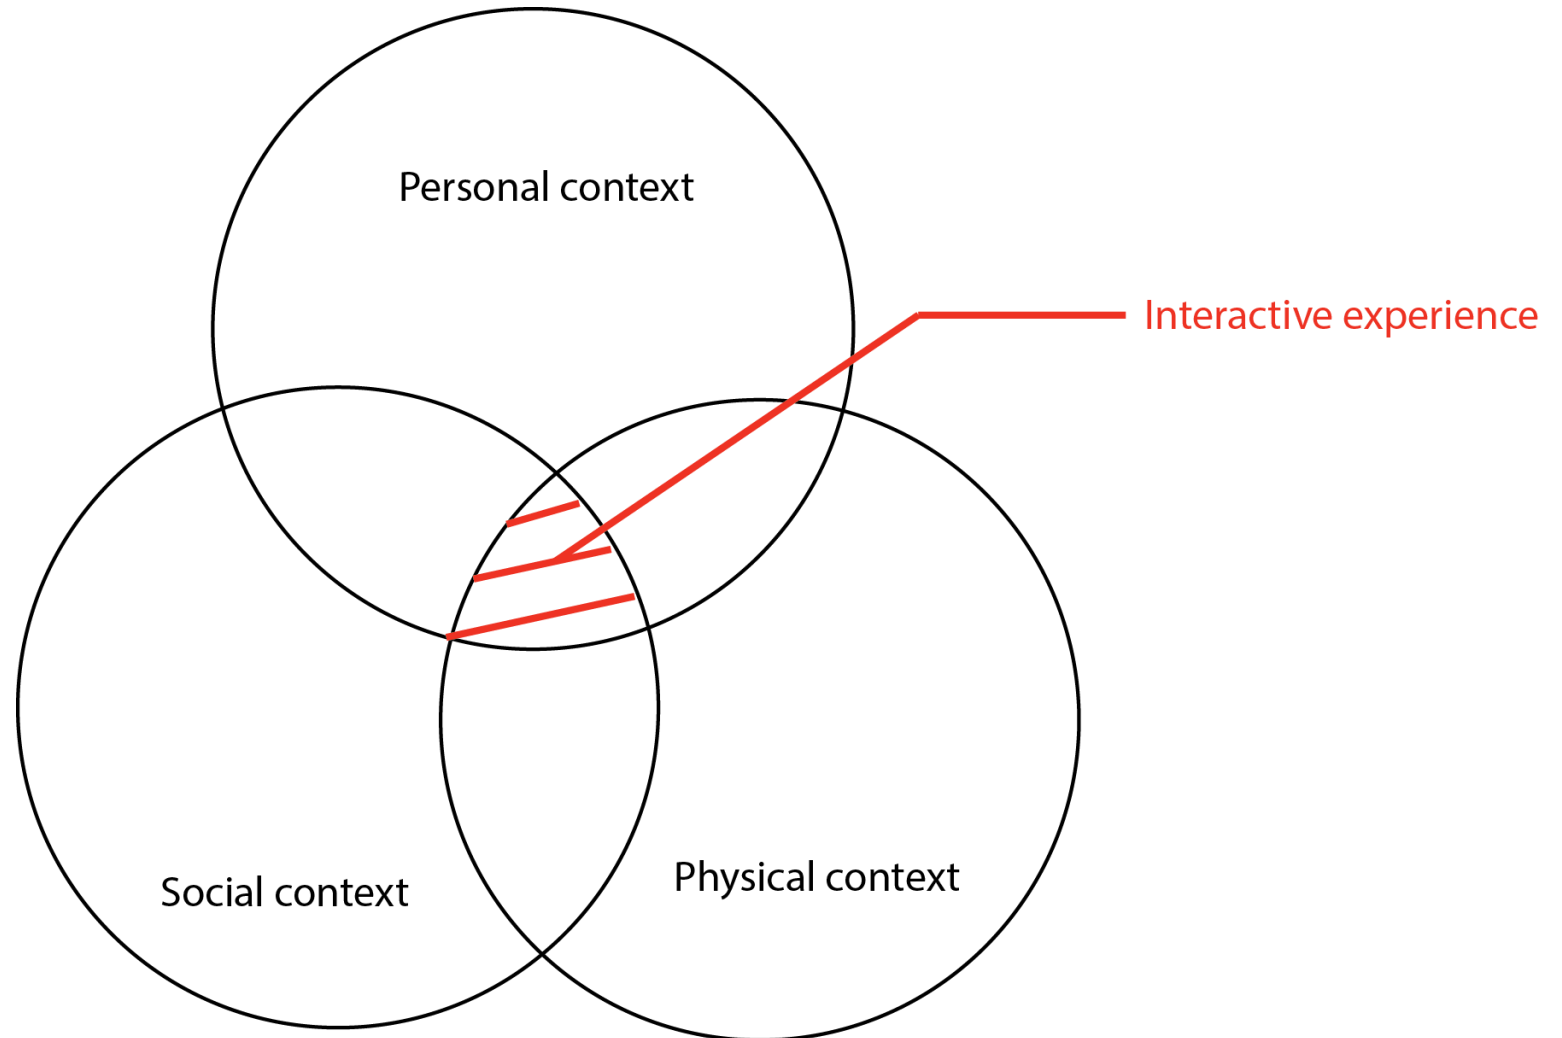 Personal context
Interactive experience
Social context
Physical context